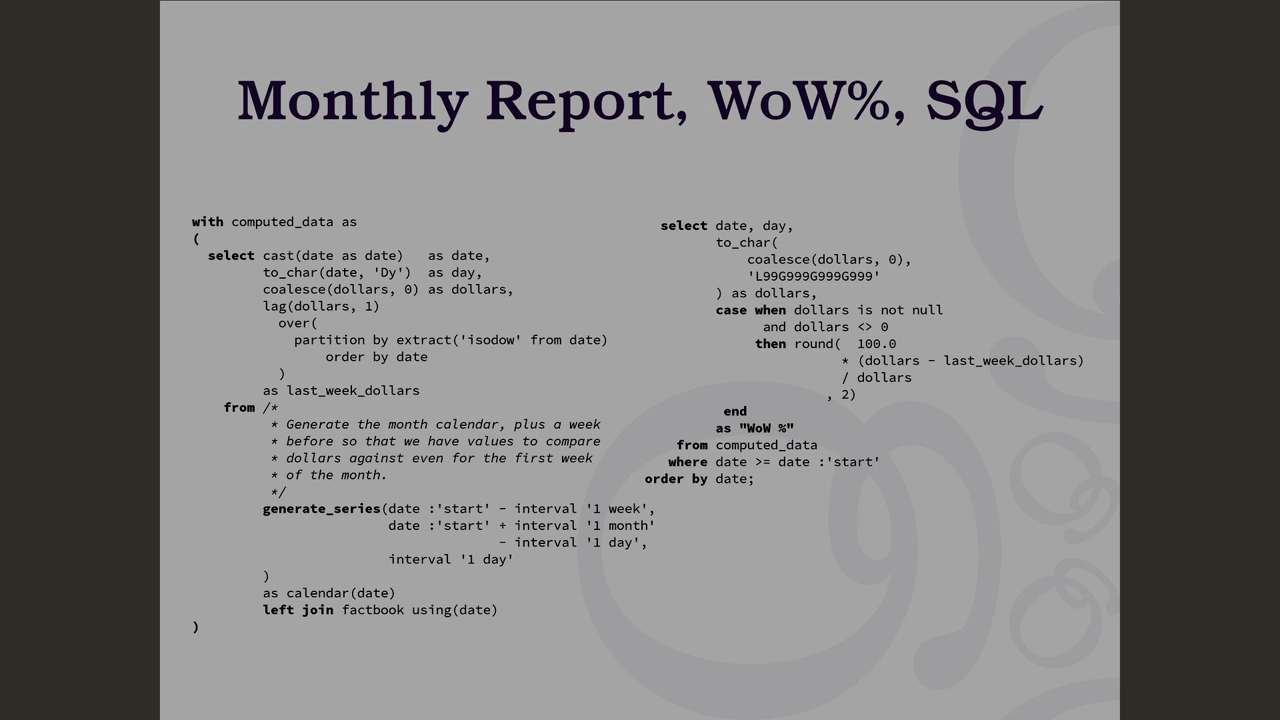 Monthly Report, WoW%, SQL
with computed_data as
(
  select cast(date as date)   as date,
         to_char(date, 'Dy')  as day,
         coalesce(dollars, 0) as dollars,
         lag(dollars, 1)
           over(
             partition by extract('isodow' from date)
                 order by date
           )
         as last_week_dollars
    from /*
          * Generate the month calendar, plus a week
          * before so that we have values to compare
          * dollars against even for the first week
          * of the month.
          */
         generate_series(date :'start' - interval '1 week',
                         date :'start' + interval '1 month'
                                       - interval '1 day',
                         interval '1 day'
         )
         as calendar(date)
         left join factbook using(date)
)
  select date, day,
         to_char(
             coalesce(dollars, 0),
             'L99G999G999G999'
         ) as dollars,
         case when dollars is not null
               and dollars <> 0
              then round(  100.0
                         * (dollars - last_week_dollars)
                         / dollars
                       , 2)
          end
         as "WoW %"
    from computed_data
   where date >= date :'start'
order by date;